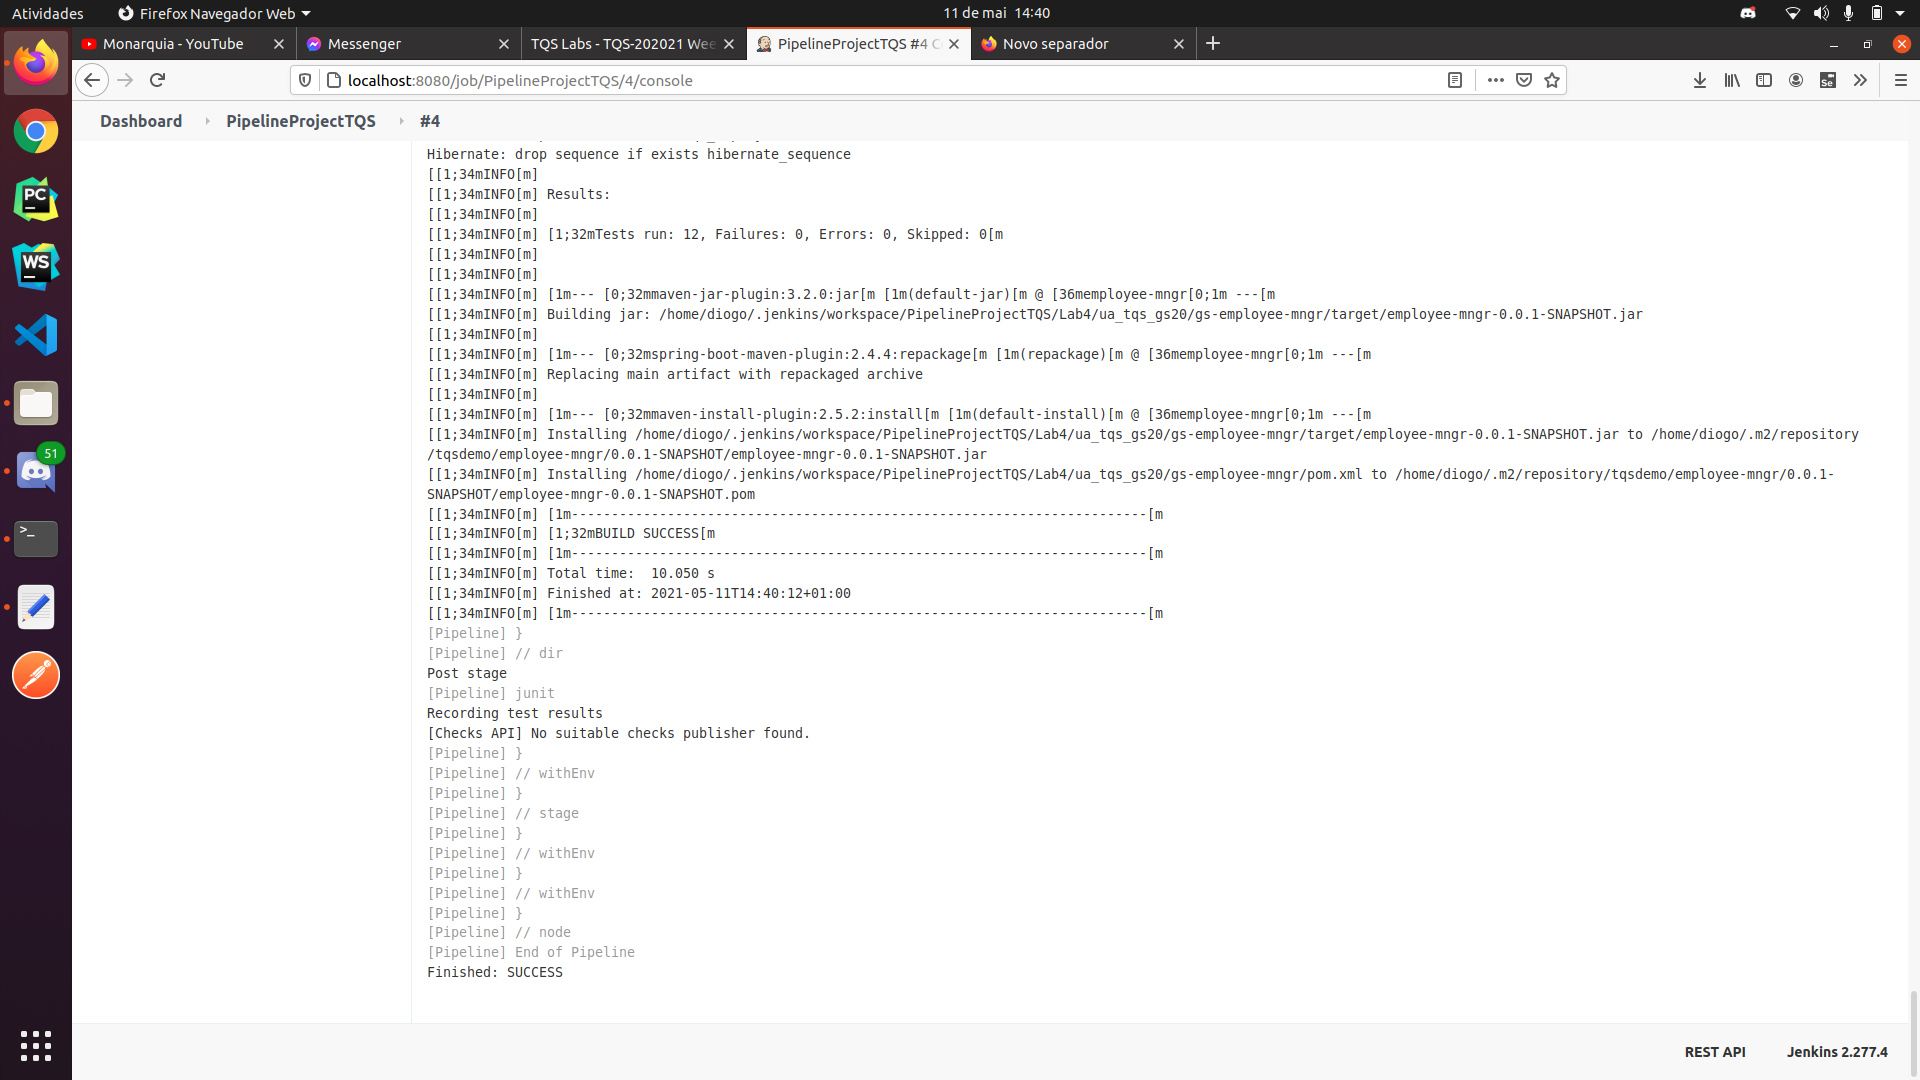 Atividades
Firefox Navegador Web
11 de mai 14:40
Monarquia - YouTube
Messenger
TQS Labs - TQS-202021 Wee
PipelineProjectTQS #4 C
Novo separador
localhost:8080/job/PipelineProjectTQS/4/console
Dashboard
PipelineProjectTQS
#4
Hibernate: drop sequence if exists hibernate_sequence
[[1;34mINFO[m]
[[1;34mINFO[m] Results:
[[1;34mINFO[m]
[[1;34mINFO[m] [1;32mTests run: 12, Failures: 0, Errors: 0, Skipped: 0[m
[[1;34mINFO[m]
[[1;34mINFO[m]
[[1;34mINFO[m] [1m--- [0;32mmaven-jar-plugin:3.2.0:jar[m [1m(default-jar)[m @ [36memployee-mngr[0;1m ---[m
[[1;34mINFO[m] Building jar: /home/diogo/.jenkins/workspace/PipelineProjectTQS/Lab4/ua_tqs_gs20/gs-employee-mngr/target/employee-mngr-0.0.1-SNAPSHOT.jar
[[1;34mINFO[m]
[[1;34mINFO[m] [1m--- [0;32mspring-boot-maven-plugin:2.4.4:repackage[m [1m(repackage)[m @ [36memployee-mngr[0;1m ---[m
[[1;34mINFO[m] Replacing main artifact with repackaged archive
[[1;34mINFO[m]
[[1;34mINFO[m] [1m--- [0;32mmaven-install-plugin:2.5.2:install[m [1m(default-install)[m @ [36memployee-mngr[0;1m ---[m
[[1;34mINFO[m] Installing /home/diogo/.jenkins/workspace/PipelineProjectTQS/Lab4/ua_tqs_gs20/gs-employee-mngr/target/employee-mngr-0.0.1-SNAPSHOT.jar to /home/diogo/.m2/repository
/tqsdemo/employee-mngr/0.0.1-SNAPSHOT/employee-mngr-0.0.1-SNAPSHOT.jar
[[1;34mINFO[m] Installing /home/diogo/.jenkins/workspace/PipelineProjectTQS/Lab4/ua_tqs_gs20/gs-employee-mngr/pom.xml to /home/diogo/.m2/repository/tqsdemo/employee-mngr/0.0.1-
SNAPSHOT/employee-mngr-0.0.1-SNAPSHOT.pom
[[1;34mINFO[m] [1m------------------------------------------------------------------------[m
[[1;34mINFO[m] [1;32mBUILD SUCCESS[m
[[1;34mINFO[m] [1m------------------------------------------------------------------------[m
[[1;34mINFO[m] Total time:  10.050 s
[[1;34mINFO[m] Finished at: 2021-05-11T14:40:12+01:00
[[1;34mINFO[m] [1m------------------------------------------------------------------------[m
[Pipeline] }
[Pipeline] // dir
Post stage
[Pipeline] junit
Recording test results
[Checks API] No suitable checks publisher found.
[Pipeline] }
[Pipeline] // withEnv
[Pipeline] }
[Pipeline] // stage
[Pipeline] }
[Pipeline] // withEnv
[Pipeline] }
[Pipeline] // withEnv
[Pipeline] }
[Pipeline] // node
[Pipeline] End of Pipeline
Finished: SUCCESS
REST API
Jenkins 2.277.4
PC
WS
51
Se